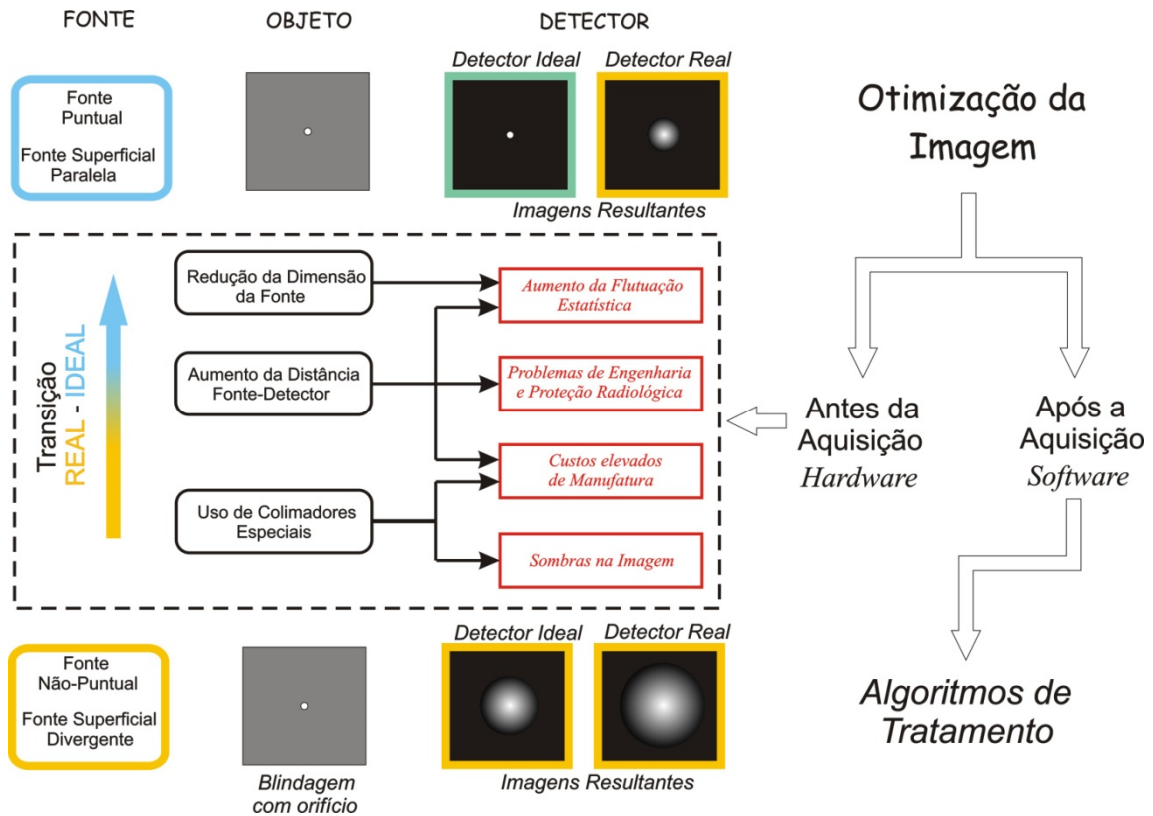 FONTE
OBJETO
DETECTOR
Detector Ideal
Detector Real
Fonte
Puntual
Fonte Superficial
Paralela
Imagens Resultantes
Otimização da
Imagem
Transição
REAL - IDEAL
Redução da Dimensão
da Fonte
Aumento da Distância
Fonte-Detector
Uso de Colimadores
Especiais
Aumento da Flutuação
Estatística
Problemas de Engenharia
e Proteção Radiológica
Custos elevados
de Manufatura
Sombras na Imagem
Antes da
Aquisição
Hardware
Após a
Aquisição
Software
Algoritmos de
Tratamento
Detector Ideal
Detector Real
Fonte
Não-Puntual
Fonte Superficial
Divergente
Blindagem
com orifício
Imagens Resultantes